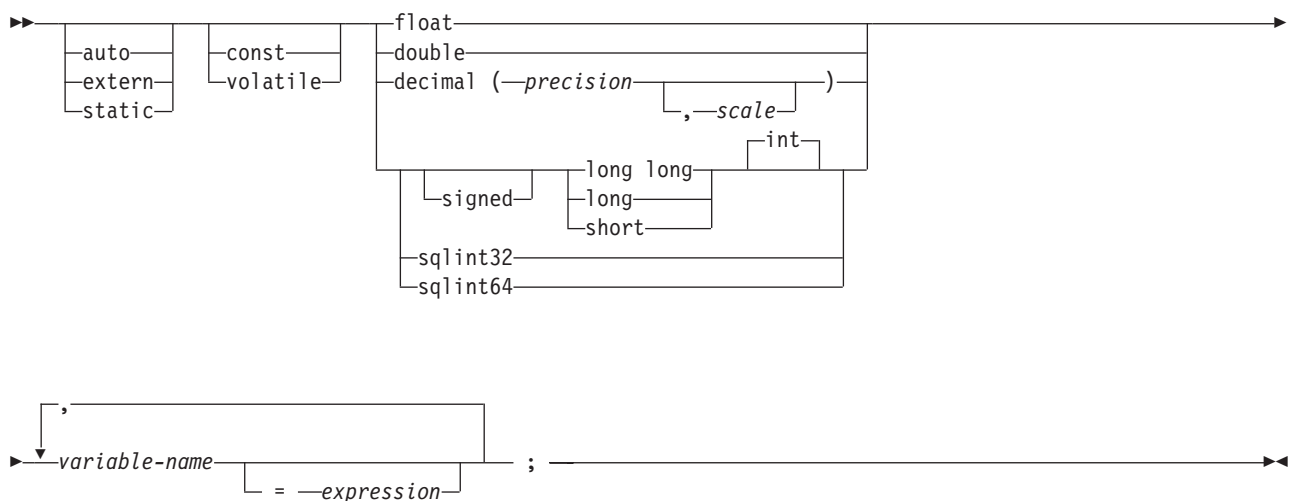 float
auto const double
extern volatile decimal ( precision )
static , scale
int
long long
signed long
short
sqlint32
sqlint64
,
variable-name ;
= expression